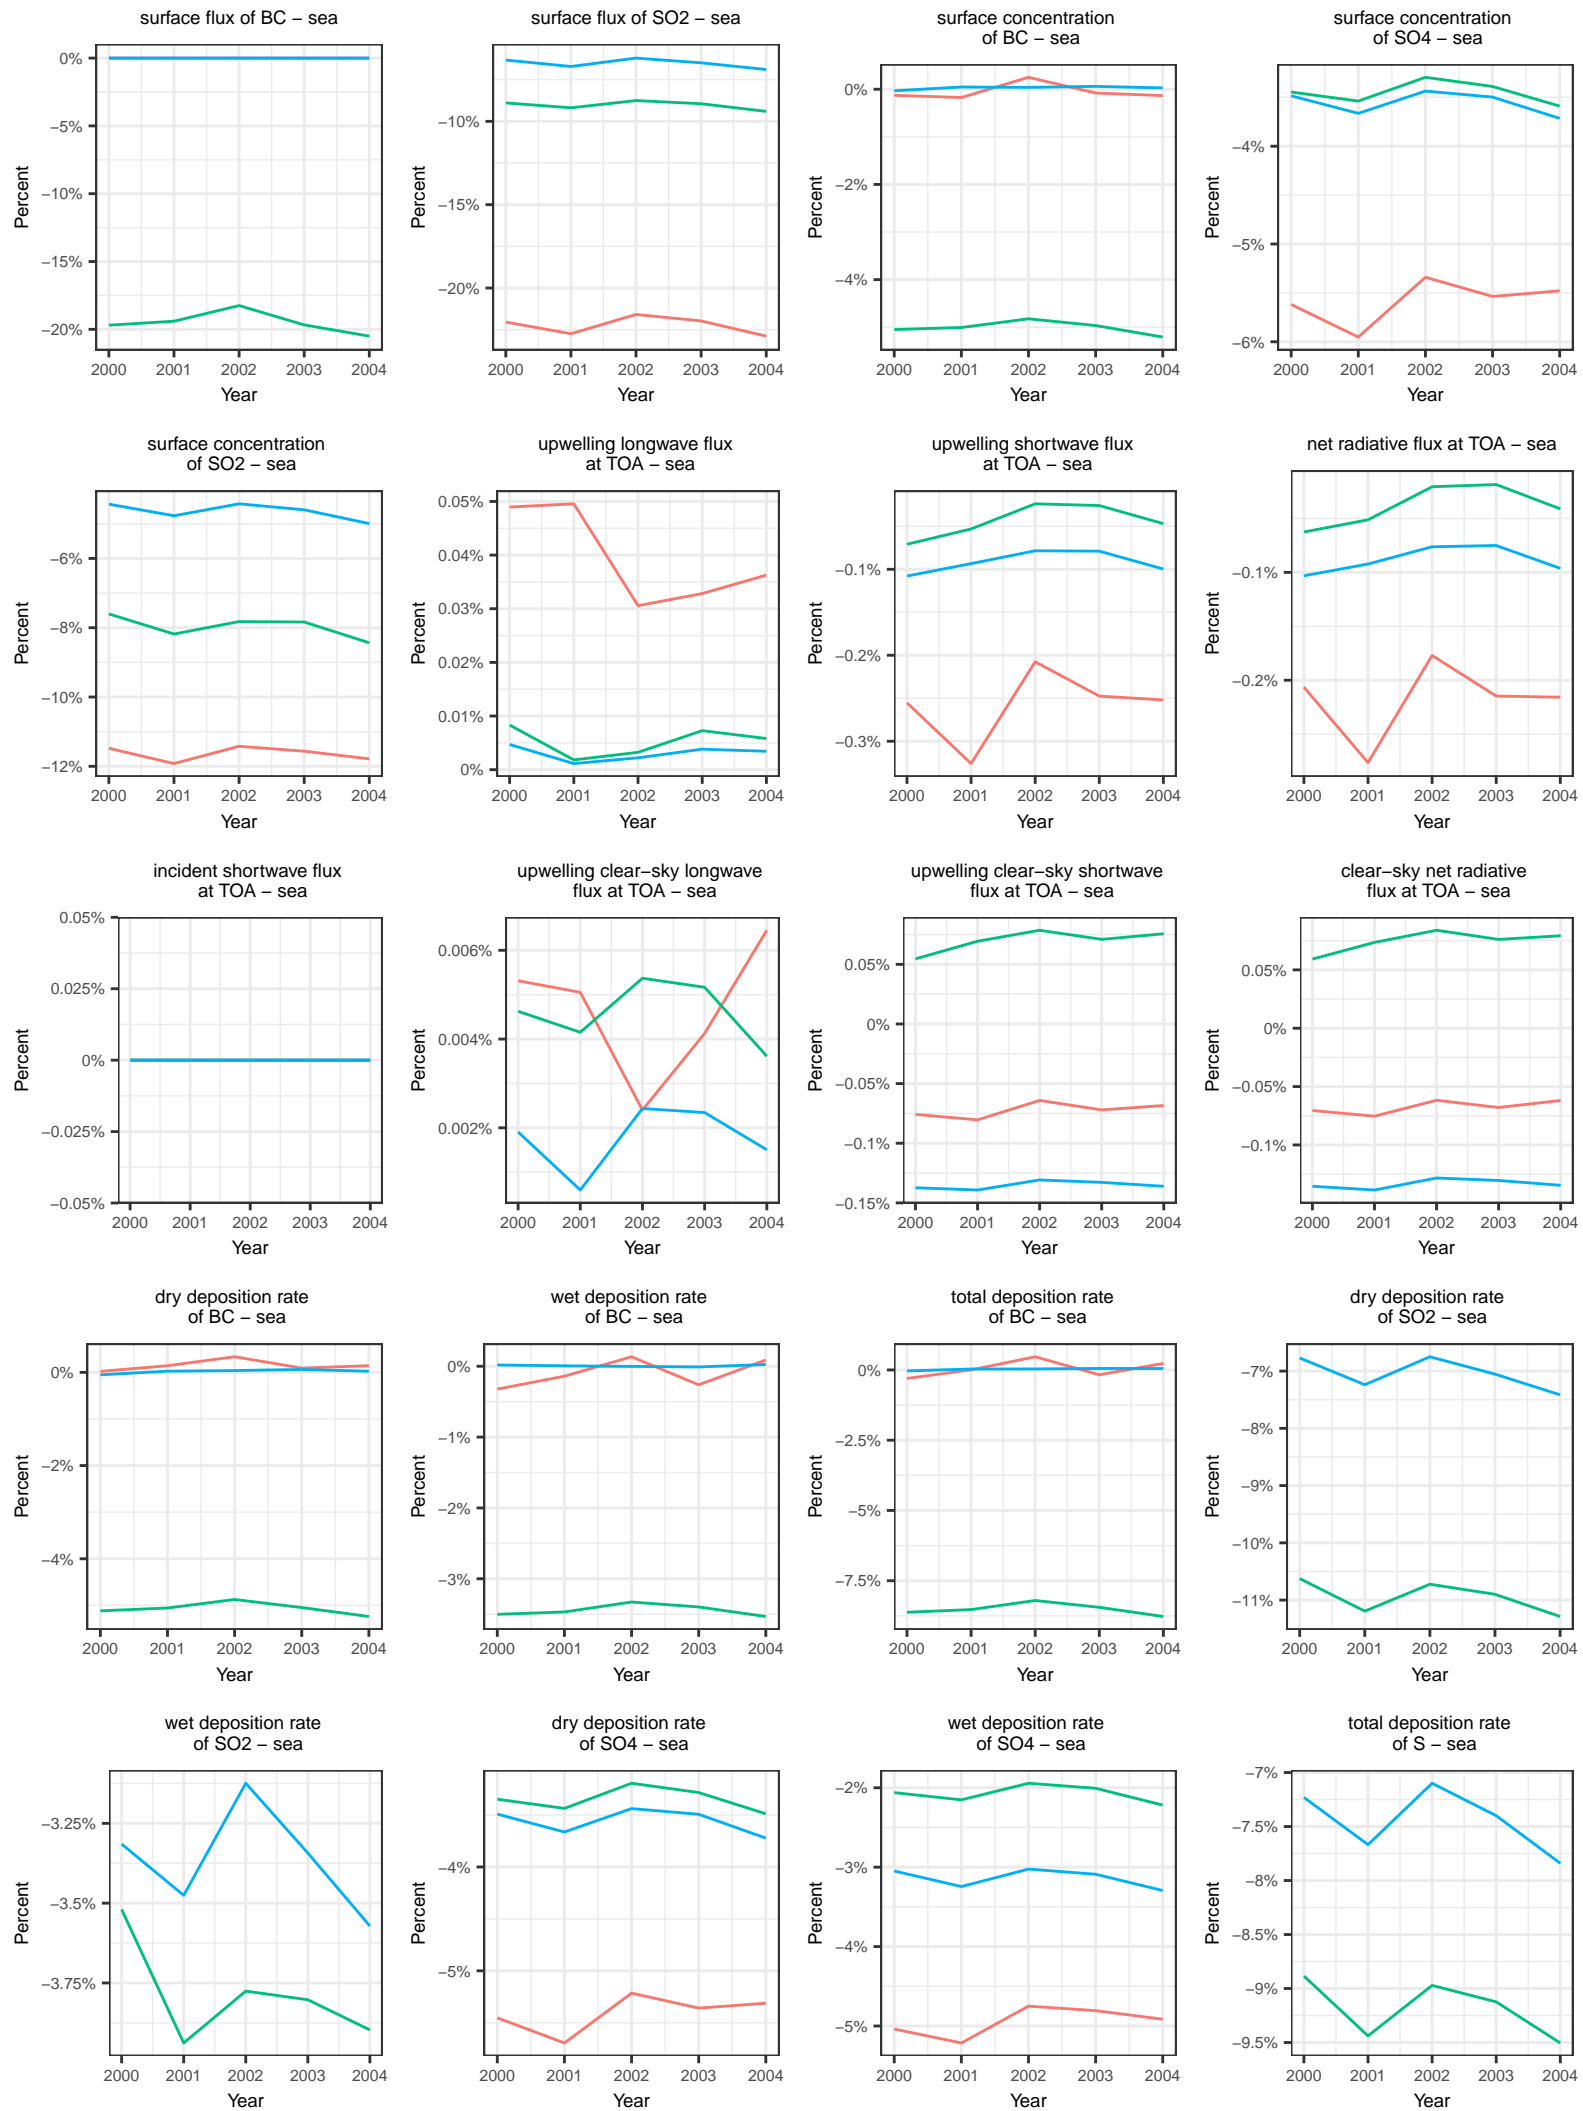 surface flux of BC − sea
0%
−5%
−10%
−15%
−20%
Percent
2000 2001 2002 2003 2004
Year
surface flux of SO2 − sea
−10%
−15%
−20%
Percent
2000 2001 2002 2003 2004
Year
surface concentration
of BC − sea
0%
−2%
−4%
Percent
2000 2001 2002 2003 2004
Year
surface concentration
of SO4 − sea
−4%
−5%
−6%
Percent
2000 2001 2002 2003 2004
Year
surface concentration
of SO2 − sea
−6%
−8%
−10%
−12%
Percent
2000 2001 2002 2003 2004
Year
upwelling longwave flux
at TOA − sea
0.05%
0.04%
0.03%
0.02%
0.01%
0%
Percent
2000 2001 2002 2003 2004
Year
upwelling shortwave flux
at TOA − sea
−0.1%
−0.2%
−0.3%
Percent
2000 2001 2002 2003 2004
Year
net radiative flux at TOA − sea
−0.1%
−0.2%
Percent
2000 2001 2002 2003 2004
Year
incident shortwave flux
at TOA − sea
0.05%
0.025%
0%
−0.025%
−0.05%
Percent
2000 2001 2002 2003 2004
Year
upwelling clear−sky longwave
flux at TOA − sea
0.006%
0.004%
0.002%
Percent
2000 2001 2002 2003 2004
Year
upwelling clear−sky shortwave
flux at TOA − sea
0.05%
0%
−0.05%
−0.1%
−0.15%
Percent
2000 2001 2002 2003 2004
Year
clear−sky net radiative
flux at TOA − sea
0.05%
0%
−0.05%
−0.1%
Percent
2000 2001 2002 2003 2004
Year
dry deposition rate
of BC − sea
0%
−2%
−4%
Percent
2000 2001 2002 2003 2004
Year
wet deposition rate
of BC − sea
0%
−1%
−2%
−3%
Percent
2000 2001 2002 2003 2004
Year
total deposition rate
of BC − sea
0%
−2.5%
−5%
−7.5%
Percent
2000 2001 2002 2003 2004
Year
dry deposition rate
of SO2 − sea
−7%
−8%
−9%
−10%
−11%
Percent
2000 2001 2002 2003 2004
Year
wet deposition rate
of SO2 − sea
−3.25%
−3.5%
−3.75%
Percent
2000 2001 2002 2003 2004
Year
dry deposition rate
of SO4 − sea
−4%
−5%
Percent
2000 2001 2002 2003 2004
Year
wet deposition rate
of SO4 − sea
−2%
−3%
−4%
−5%
Percent
2000 2001 2002 2003 2004
Year
total deposition rate
of S − sea
−7%
−7.5%
−8%
−8.5%
−9%
−9.5%
Percent
2000 2001 2002 2003 2004
Year